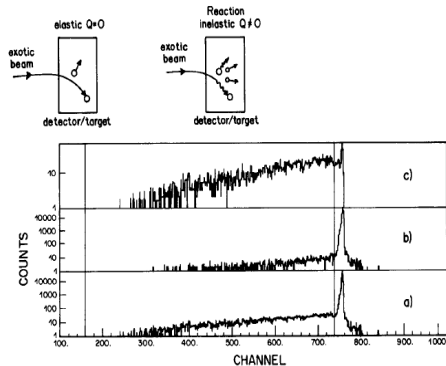 elastic Q=0
Reaction
inelastic Q≠0
exotic
beam
exotic
beam
detector/target
detector/target
10
1
c)
10000
1000
100
10
1
b)
10000
1000
100
10
1
a)
COUNTS
100. 200 300. 400 500. 600 700. 800 900. 1000
CHANNEL